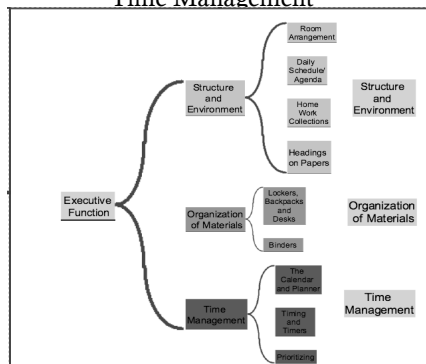 Time Management
Room
Arrangement
Daily
Schedule/
Agenda
Structure
and
Environment
Home
Work
Collections
Headings
on Papers
Structure
and
Environment
Executive
Function
Lockers,
Backpacks
and
Desks
Organization
of Materials
Binders
Organization
of Materials
The
Calendar
and Planner
Time
Management
Timing
and
Timers
Prioritizing
Time
Management